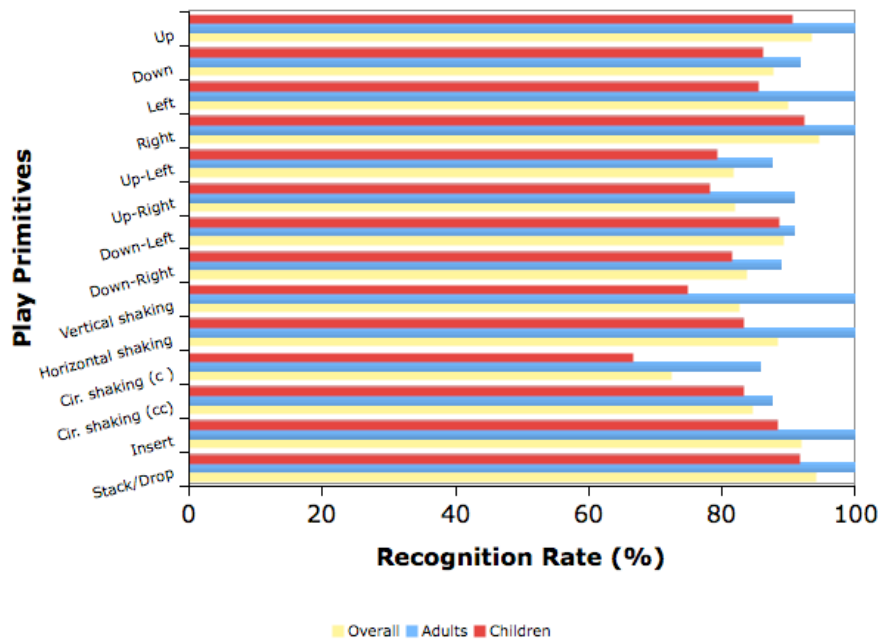 Play Primitives
Up
Down
Left
Right
Up-Left
Up-Right
Down-Left
Down-Right
Vertical shaking
Horizontal shaking
Cir. shaking (c )
Cir. shaking (cc)
Insert
Stack/Drop
0 20 40 60 80 100
Recognition Rate (%)
Overall Adults Children